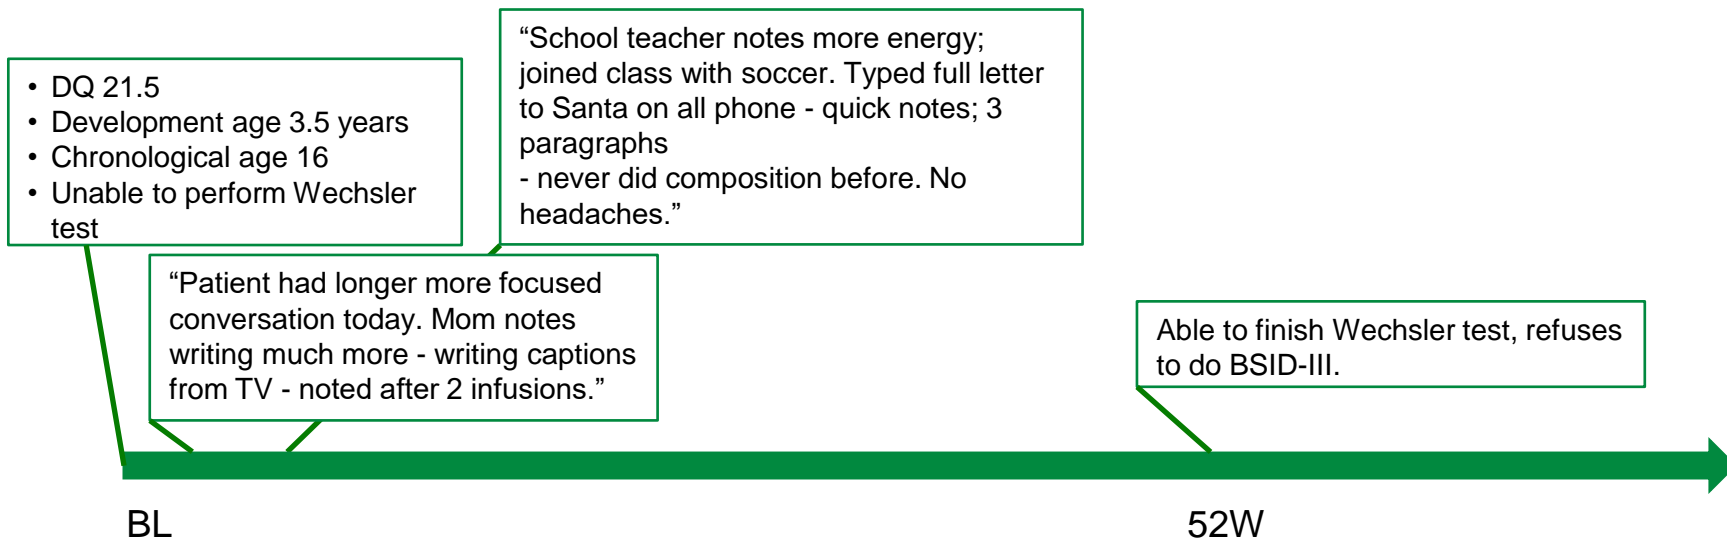 • DQ 21.5
• Development age 3.5 years
• Chronological age 16
• Unable to perform Wechsler
test
“School teacher notes more energy;
joined class with soccer. Typed full letter
to Santa on all phone - quick notes; 3
paragraphs
- never did composition before. No
headaches.”
“Patient had longer more focused
conversation today. Mom notes
writing much more - writing captions
from TV - noted after 2 infusions.”
Able to finish Wechsler test, refuses
to do BSID-III.
BL
52W